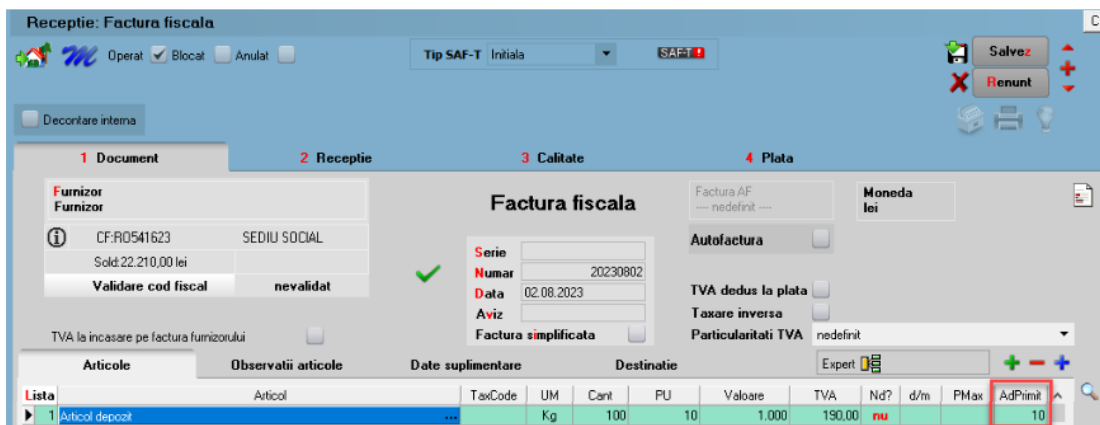 Receptie: Factura fiscala
Operat Blocat Anulat Tip SAF-T Initiala SAF-T ! Salvez
Renunt
Decontare interna
1 Document 2 Receptie 3 Calitate 4 Plata
Furnizor
Furnizor
Factura fiscala
Factura AF
---- nedefinit ----
Moneda
lei
CF:RO541623 SEDIU SOCIAL
Sold:22.210,00 lei
Validare cod fiscal nevalidat
Autofactura
Serie
Numar 20230802
Data 02.08.2023
Aviz
Factura simplificata
TVA dedus la plata
Taxare inversa
Particularitati TVA nedefinit
TVA la incasare pe factura furnizorului
Articole Observatii articole Date suplimentare Destinatie Expert
Lista Articol TaxCode UM Cant PU Valoare TVA Nd? d/m PMax AdPrimit
1 Articol depozit ... Kg 100 10 1.000 190,00 nu 10